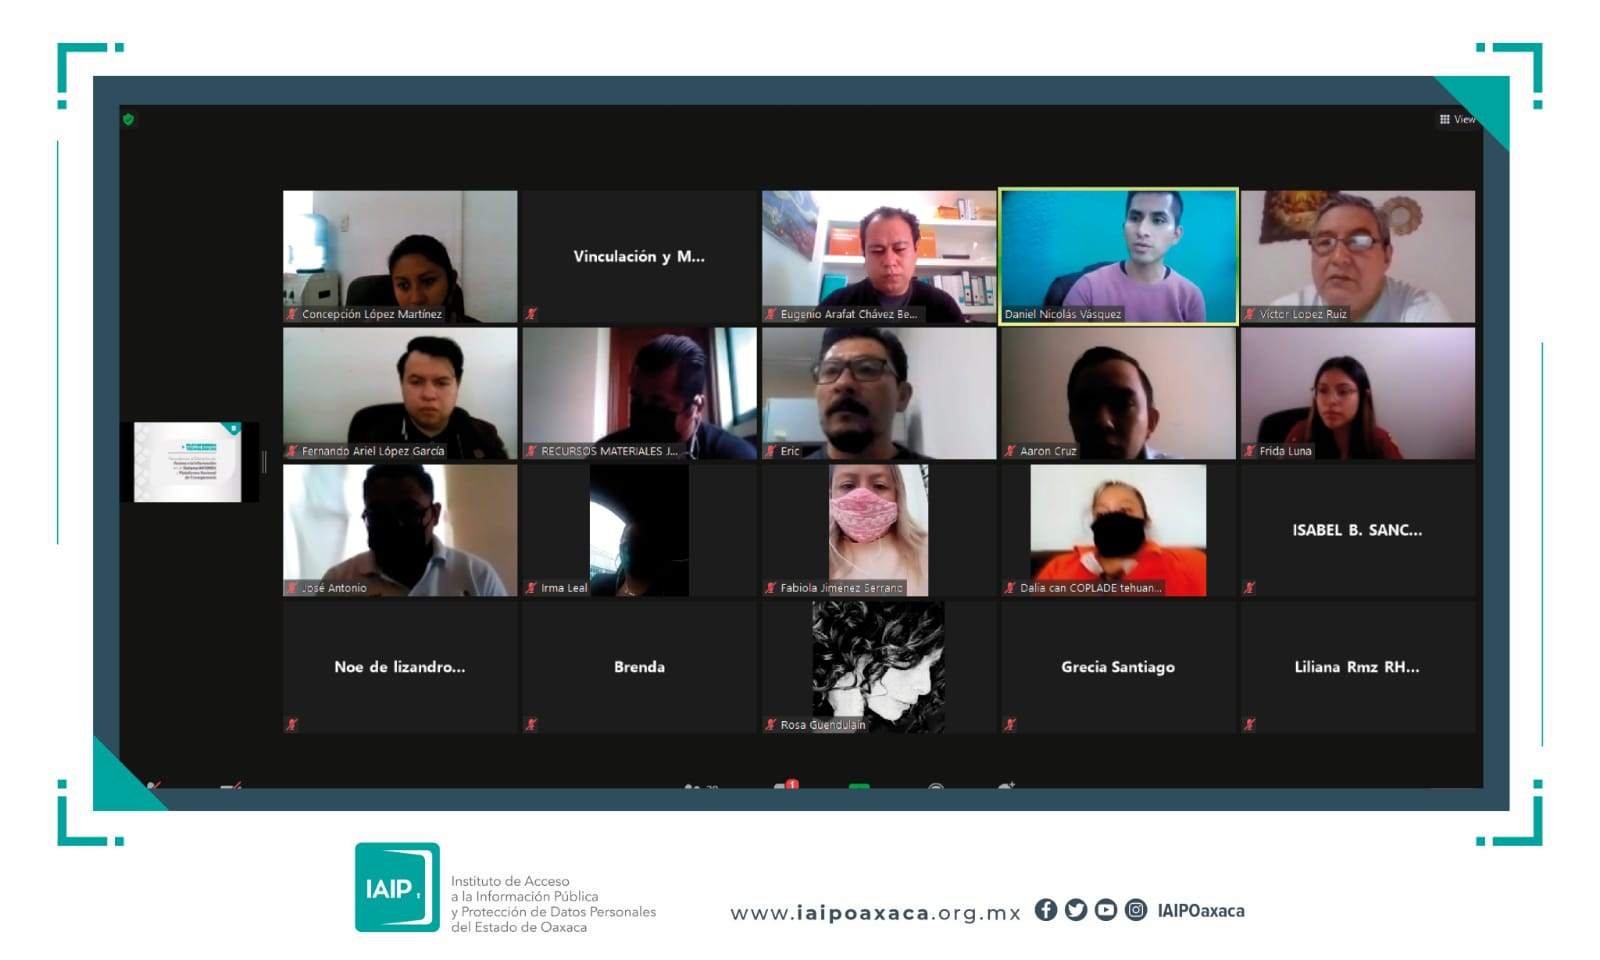 View
Concepción López Martínez
Vinculación y M...
Eugenio Arafat Chávez Be...
Daniel Nicolás Vásquez
Víctor Lopez Ruiz
Fernando Ariel López García
RECURSOS MATERIALES J...
Eric
Aaron Cruz
Frida Luna
José Antonio
Irma Leal
Fabiola Jiménez Serrano
Dalia can COPLADE tehuan...
ISABEL B. SANC...
Noe de lizandro...
Brenda
Rosa Guendulain
Grecia Santiago
Liliana Rmz RH...
1
IAIP
Instituto de Acceso
a la Información Pública
y Protección de Datos Personales
del Estado de Oaxaca
www.iaipoaxaca.org.mx
IAIPOaxaca